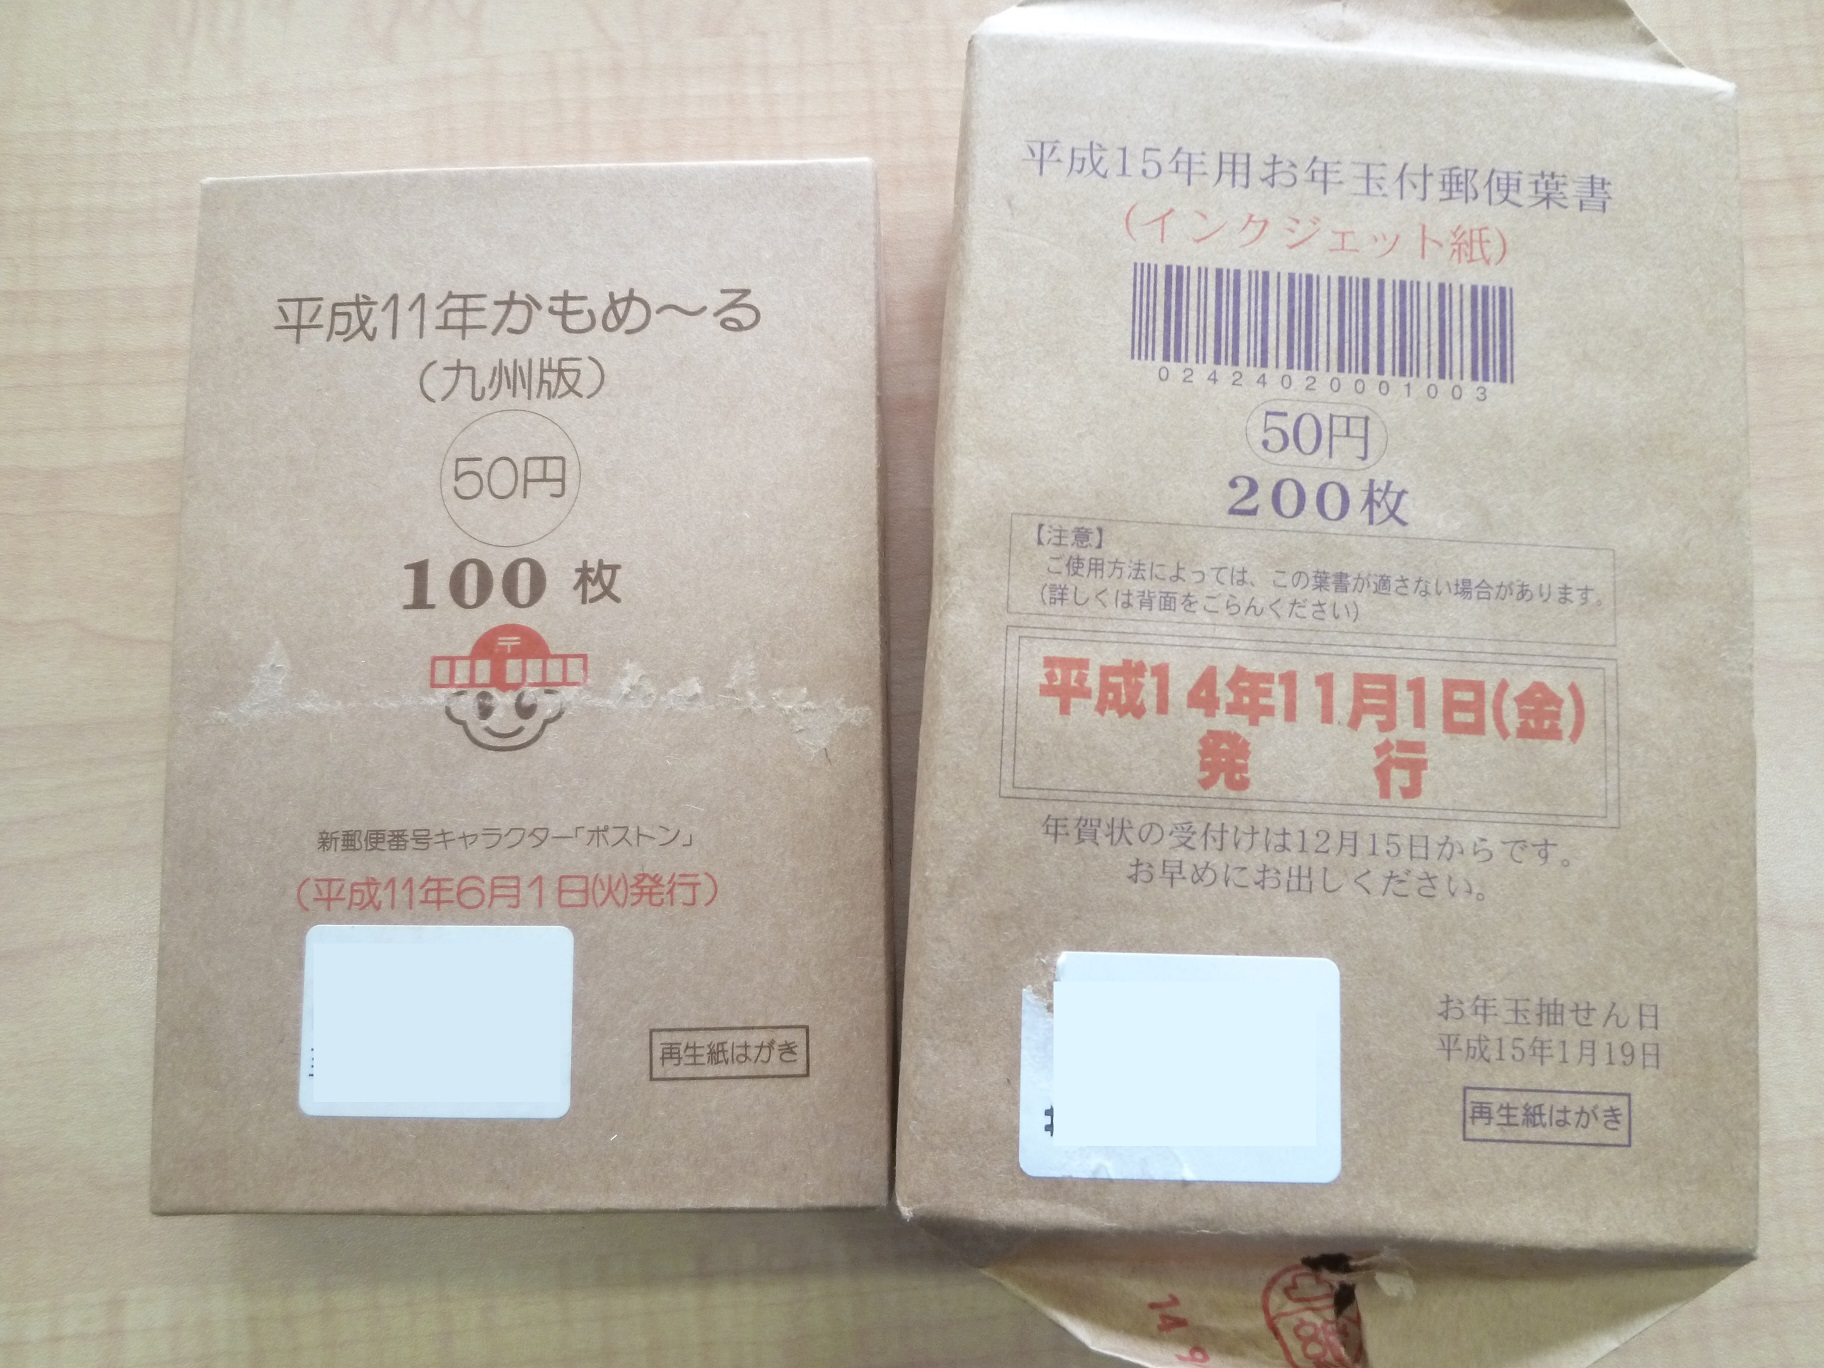 平成11年かもめ～る
(九州版)
50円
100枚
〒
新郵便番号キャラクター「ポストン」
(平成11年6月1日(火)発行)
再生紙はがき
平成15年用お年玉付郵便葉書
(インクジェット紙)
02424020001003
50円
200枚
【注意】
ご使用方法によっては、この葉書が適さない場合があります。
(詳しくは背面をごらんください)
平成14年11月1日(金)
発行
年賀状の受付けは12月15日からです。
お早めにお出しください。
お年玉抽せん日
平成15年1月19日
再生紙はがき
14 9